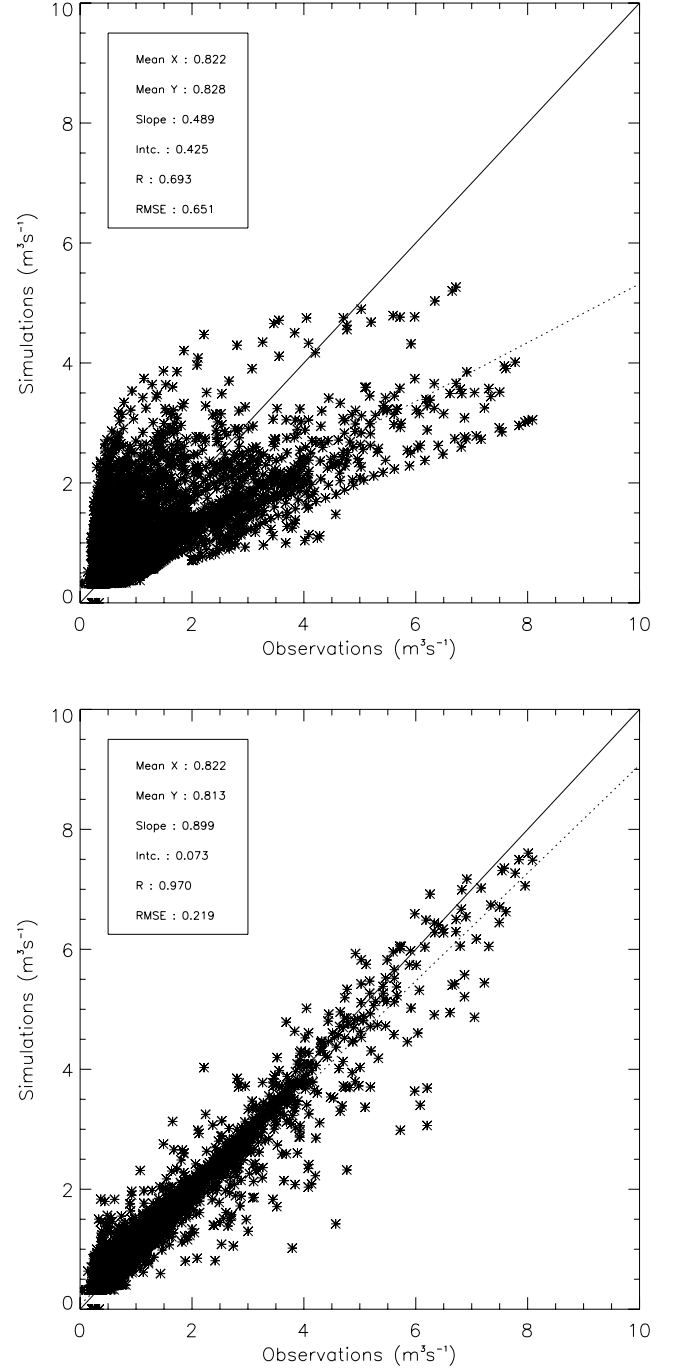 10
Mean X : 0.822
Mean Y : 0.828
8
Slope : 0.489
Intc. : 0.425
R : 0.693
RMSE : 0.651
6
Simulations (m³s⁻¹)
4
2
0
0 2 4 6 8 10
Observations (m³s⁻¹)
10
Mean X : 0.822
Mean Y : 0.813
8
Slope : 0.899
Intc. : 0.073
R : 0.970
RMSE : 0.219
6
Simulations (m³s⁻¹)
4
2
0
0 2 4 6 8 10
Observations (m³s⁻¹)